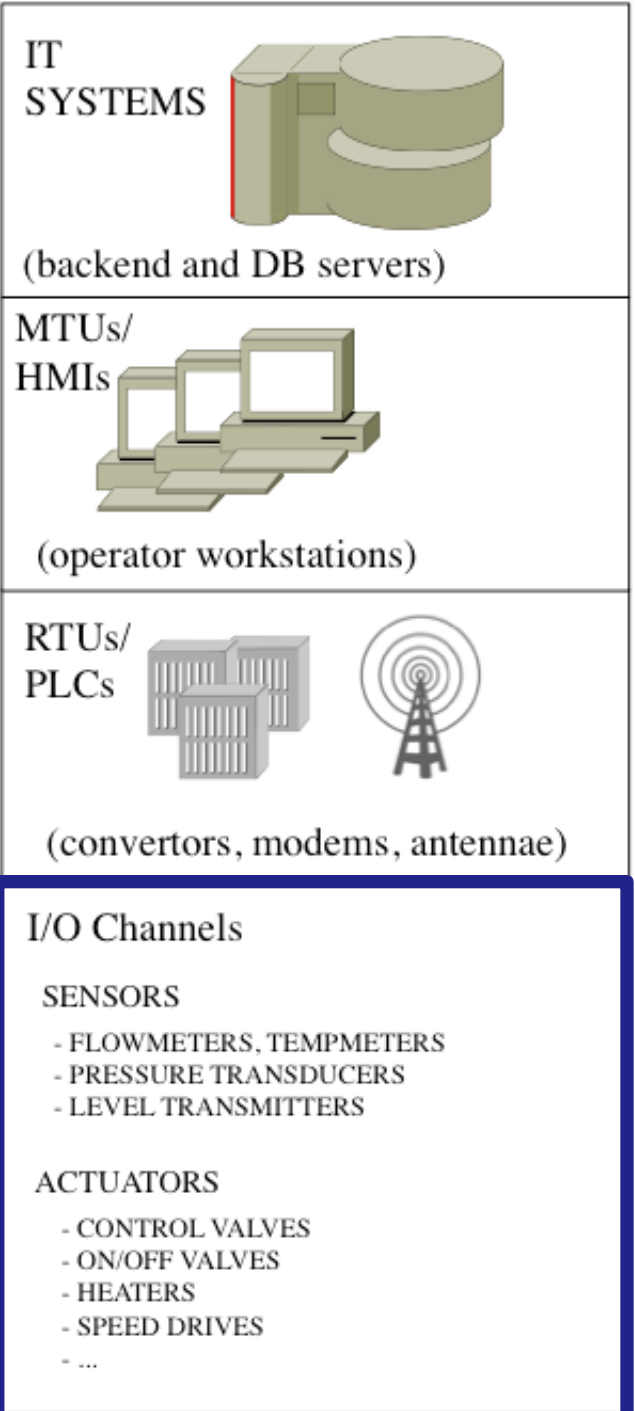 IT
SYSTEMS
(backend and DB servers)
MTUs/
HMIs
(operator workstations)
RTUs/
PLCs
(convertors, modems, antennae)
I/O Channels
SENSORS
- FLOWMETERS, TEMPMETERS
- PRESSURE TRANSDUCERS
- LEVEL TRANSMITTERS
ACTUATORS
- CONTROL VALVES
- ON/OFF VALVES
- HEATERS
- SPEED DRIVES
- ...